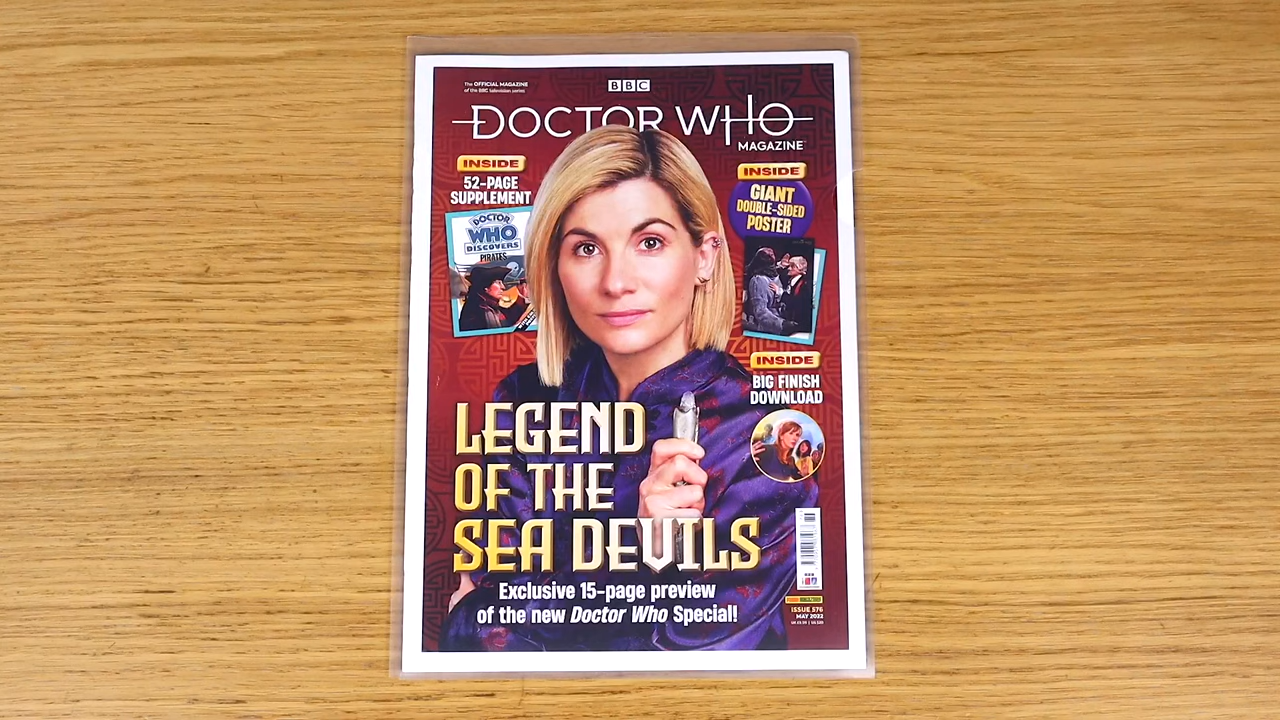 The OFFICIAL MAGAZINE
of the BBC television series
BBC
DOCTOR WHO
MAGAZINE
INSIDE
52-PAGE
SUPPLEMENT
DOCTOR
WHO
DISCOVERS
PIRATES
INSIDE
GIANT
DOUBLE-SIDED
POSTER
INSIDE
BIG FINISH
DOWNLOAD
LEGEND
OF THE
SEA DEVILS
Exclusive 15-page preview
of the new Doctor Who Special!
ISSUE 576
MAY 2022